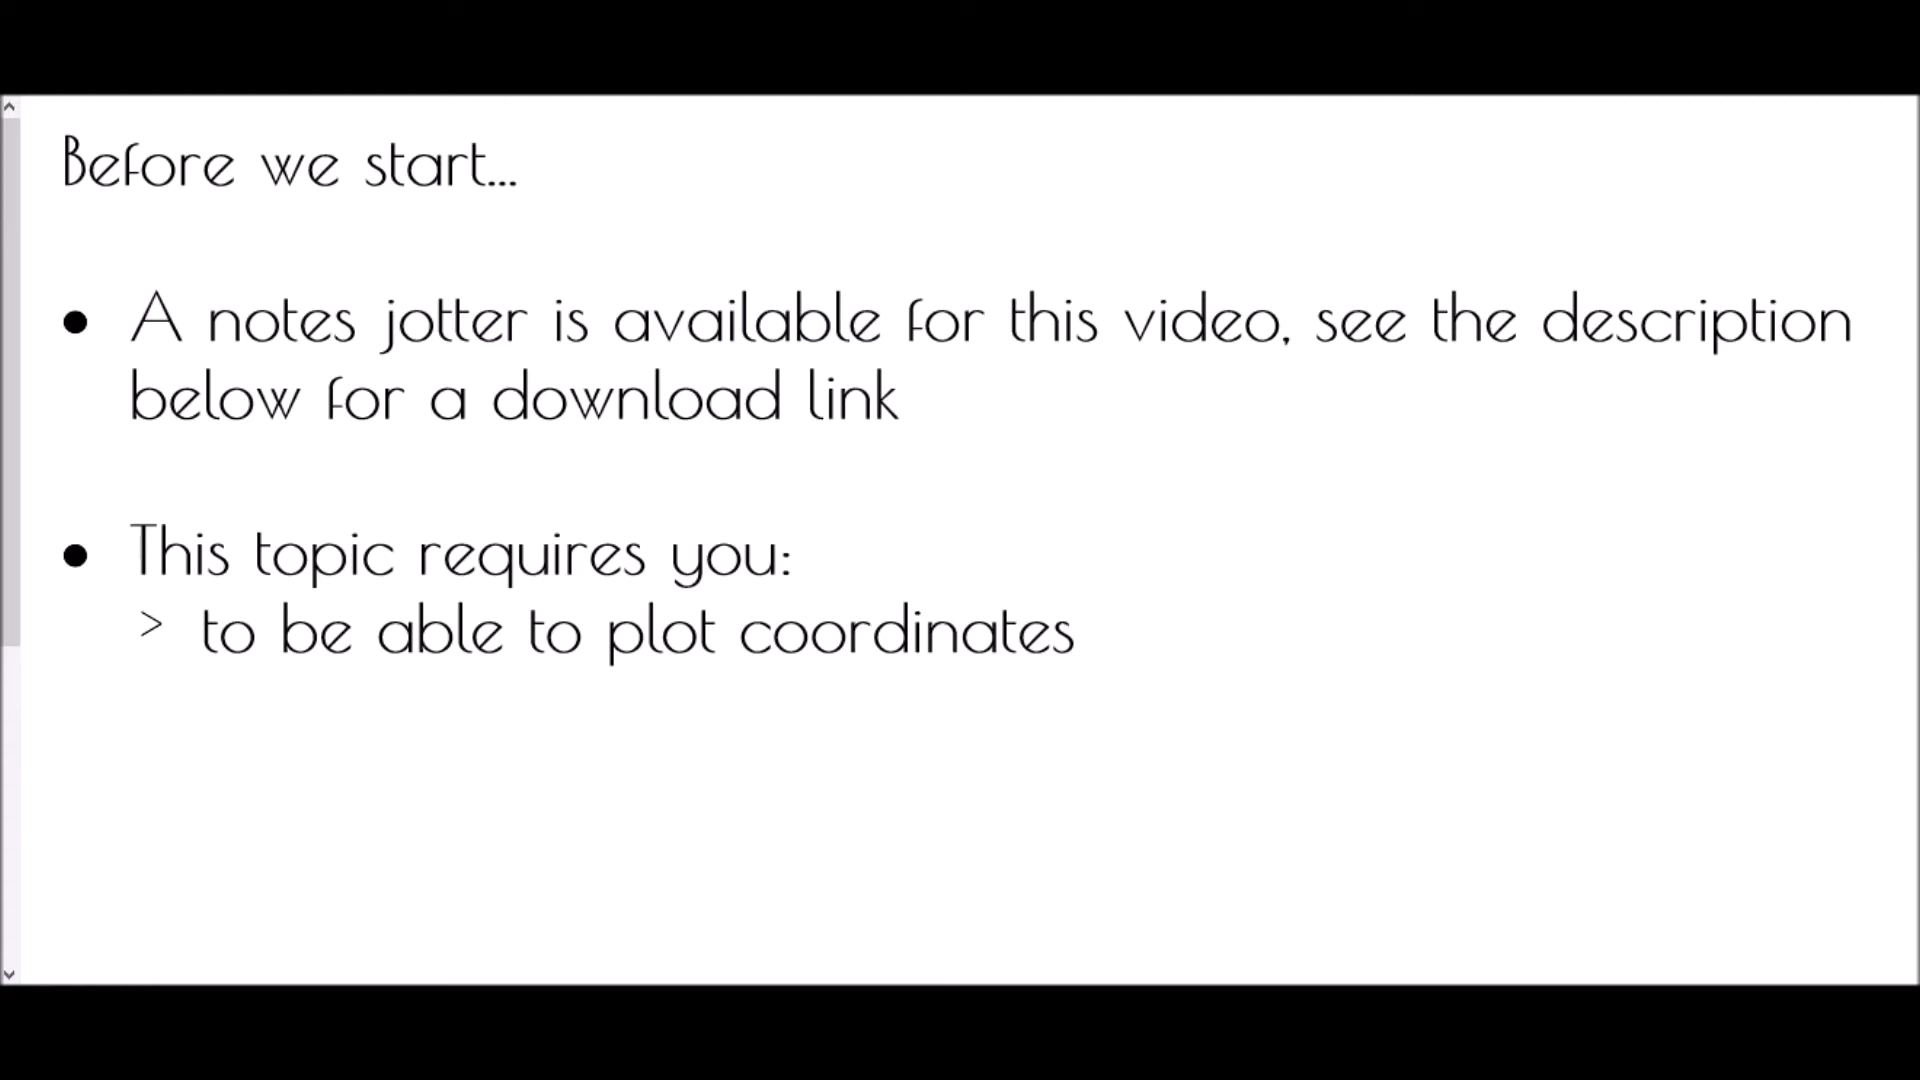 Before we start...
● A notes jotter is available for this video, see the description
below for a download link
● This topic requires you:
> to be able to plot coordinates